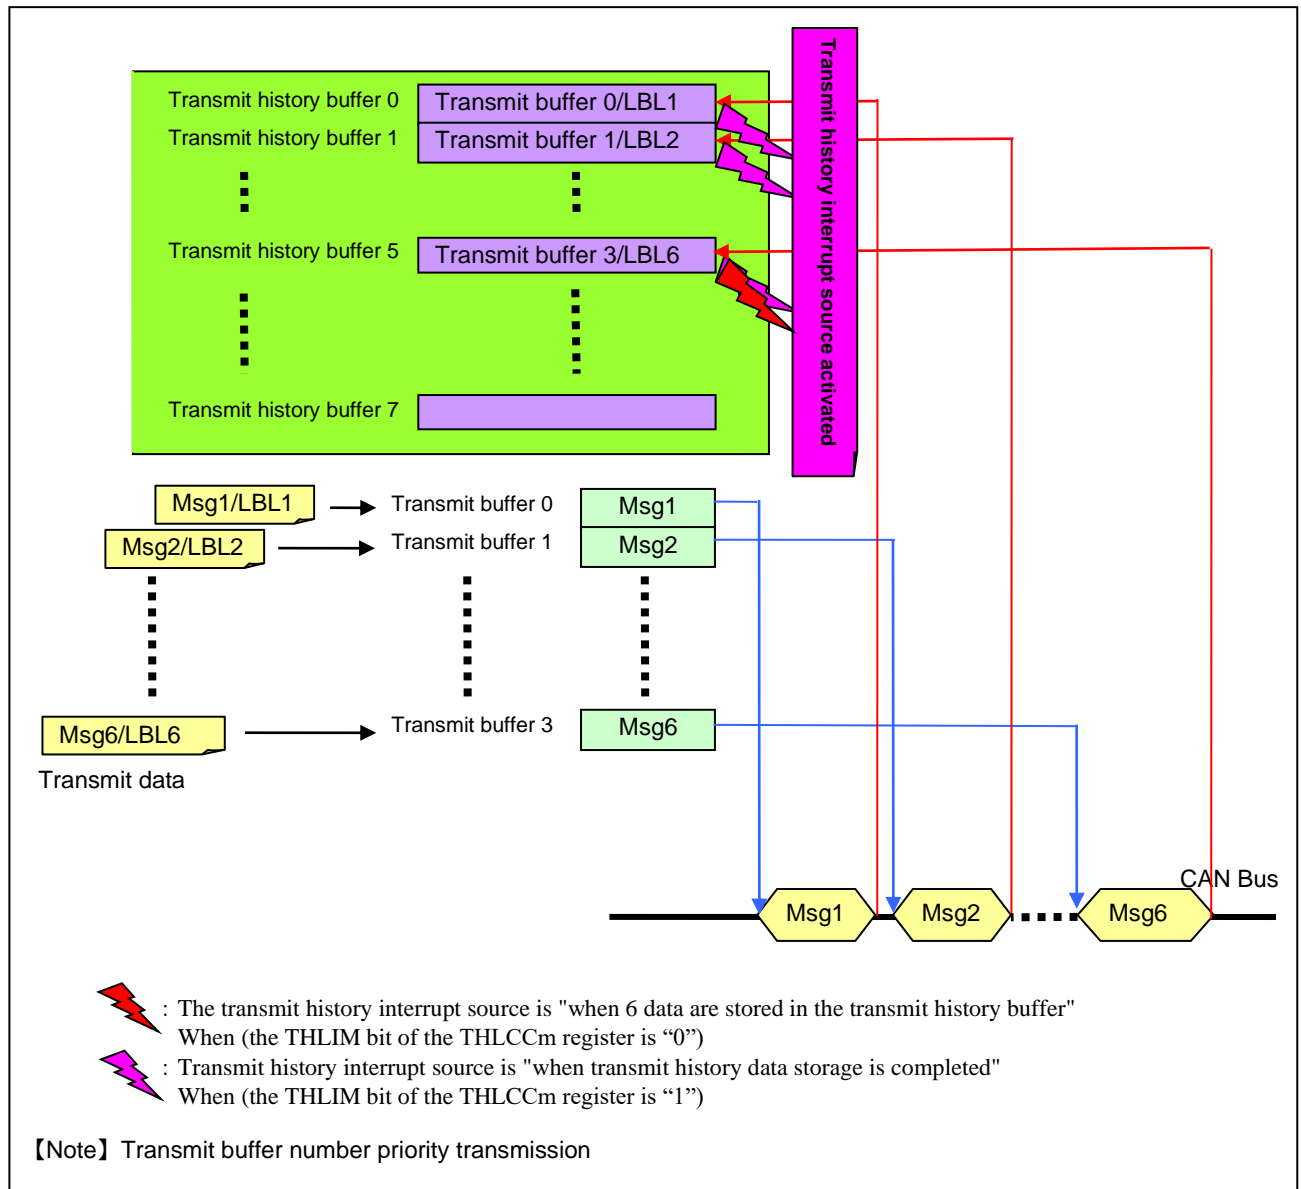 Transmit history interrupt source activated
Transmit history buffer 0
Transmit buffer 0/LBL1
Transmit history buffer 1
Transmit buffer 1/LBL2
Transmit history buffer 5
Transmit buffer 3/LBL6
Transmit history buffer 7
Msg1/LBL1
Transmit buffer 0
Msg1
Msg2/LBL2
Transmit buffer 1
Msg2
Msg6/LBL6
Transmit buffer 3
Msg6
Transmit data
CAN Bus
Msg1
Msg2
Msg6
: The transmit history interrupt source is "when 6 data are stored in the transmit history buffer"
When (the THLIM bit of the THLCCm register is “0”)
: Transmit history interrupt source is "when transmit history data storage is completed"
When (the THLIM bit of the THLCCm register is “1”)
【Note】Transmit buffer number priority transmission